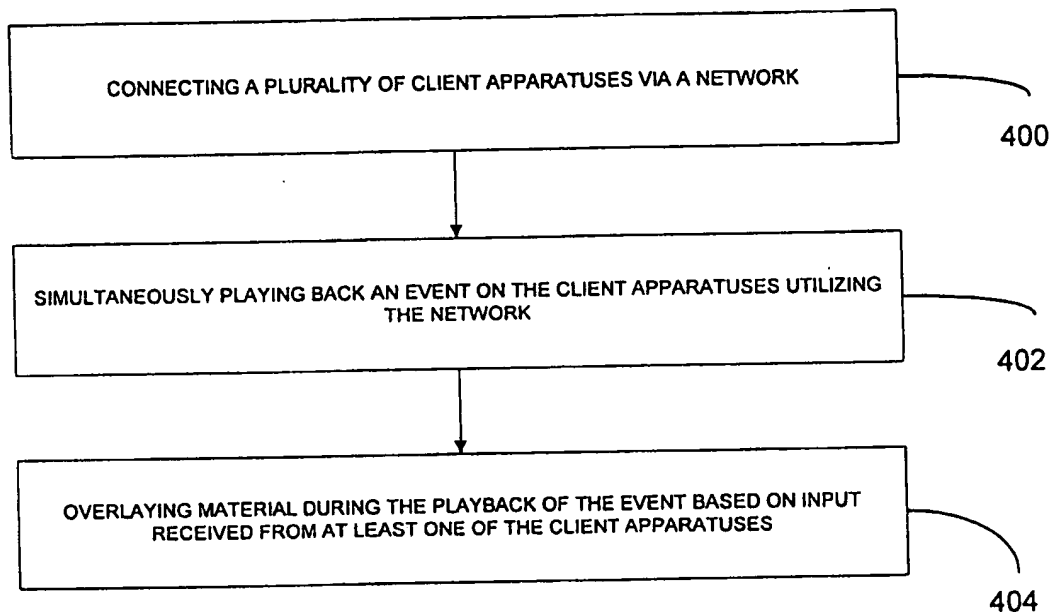 CONNECTING A PLURALITY OF CLIENT APPARATUSES VIA A NETWORK
400
SIMULTANEOUSLY PLAYING BACK AN EVENT ON THE CLIENT APPARATUSES UTILIZING
THE NETWORK
402
OVERLAYING MATERIAL DURING THE PLAYBACK OF THE EVENT BASED ON INPUT
RECEIVED FROM AT LEAST ONE OF THE CLIENT APPARATUSES
404